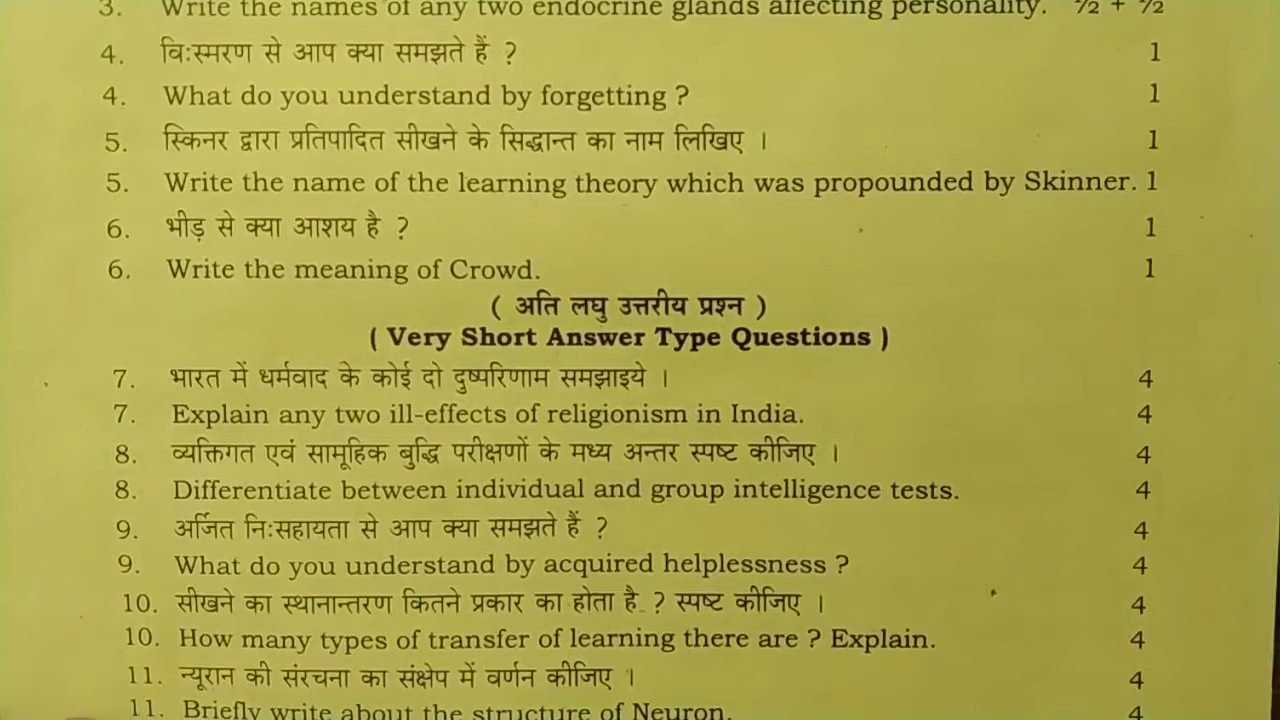 3. Write the names of any two endocrine glands affecting personality. ½ + ½
4. विःस्मरण से आप क्या समझते हैं ? 1
4. What do you understand by forgetting ? 1
5. स्किनर द्वारा प्रतिपादित सीखने के सिद्धान्त का नाम लिखिए । 1
5. Write the name of the learning theory which was propounded by Skinner. 1
6. भीड़ से क्या आशय है ? 1
6. Write the meaning of Crowd. 1
( अति लघु उत्तरीय प्रश्न )
( Very Short Answer Type Questions )
7. भारत में धर्मवाद के कोई दो दुष्परिणाम समझाइये । 4
7. Explain any two ill-effects of religionism in India. 4
8. व्यक्तिगत एवं सामूहिक बुद्धि परीक्षणों के मध्य अन्तर स्पष्ट कीजिए । 4
8. Differentiate between individual and group intelligence tests. 4
9. अर्जित निःसहायता से आप क्या समझते हैं ? 4
9. What do you understand by acquired helplessness ? 4
10. सीखने का स्थानान्तरण कितने प्रकार का होता है ? स्पष्ट कीजिए । 4
10. How many types of transfer of learning there are ? Explain. 4
11. न्यूरान की संरचना का संक्षेप में वर्णन कीजिए । 4
11. Briefly write about the structure of Neuron. 4